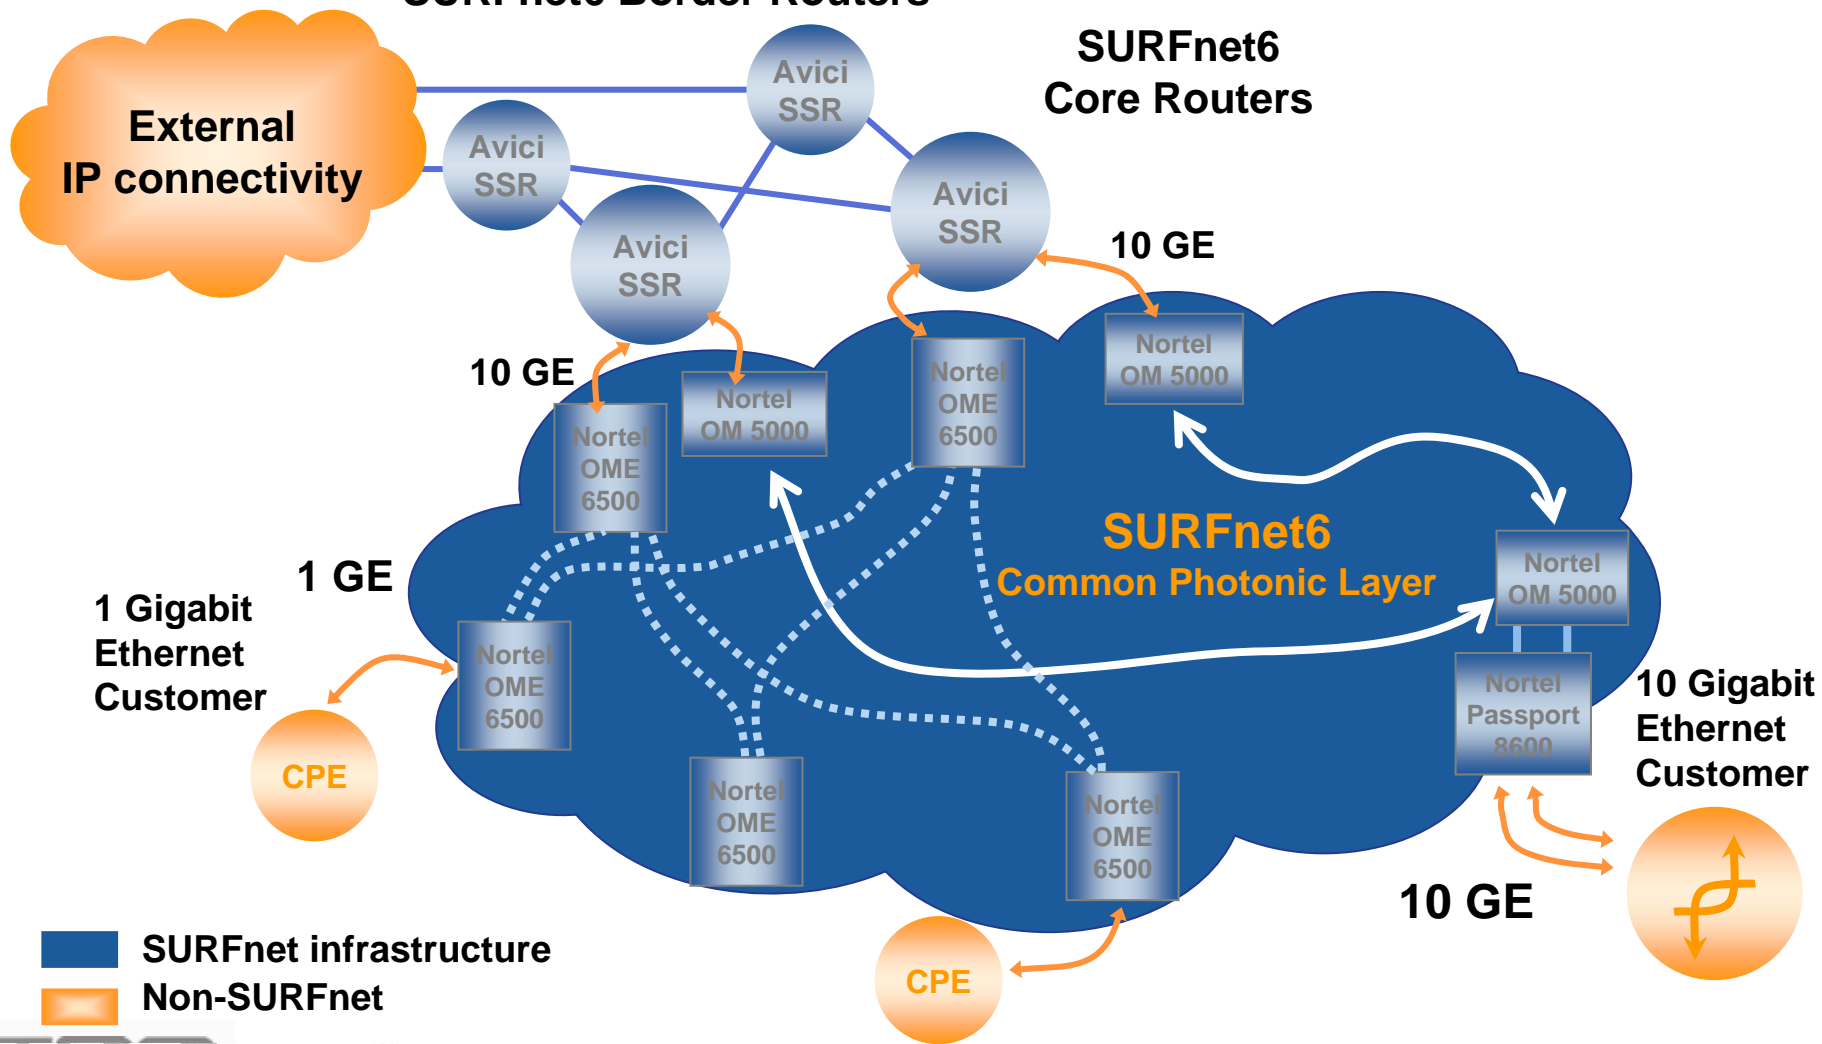 SURFnet6 Border Routers
SURFnet6
Core Routers
External
IP connectivity
Avici
SSR
Avici
SSR
Avici
SSR
Avici
SSR
10 GE
10 GE
Nortel
OM 5000
Nortel
OME
6500
Nortel
OM 5000
Nortel
OME
6500
SURFnet6
Common Photonic Layer
Nortel
OM 5000
1 GE
1 Gigabit
Ethernet
Customer
Nortel
OME
6500
Nortel
Passport
8600
10 Gigabit
Ethernet
Customer
CPE
Nortel
OME
6500
Nortel
OME
6500
10 GE
CPE
SURFnet infrastructure
Non-SURFnet